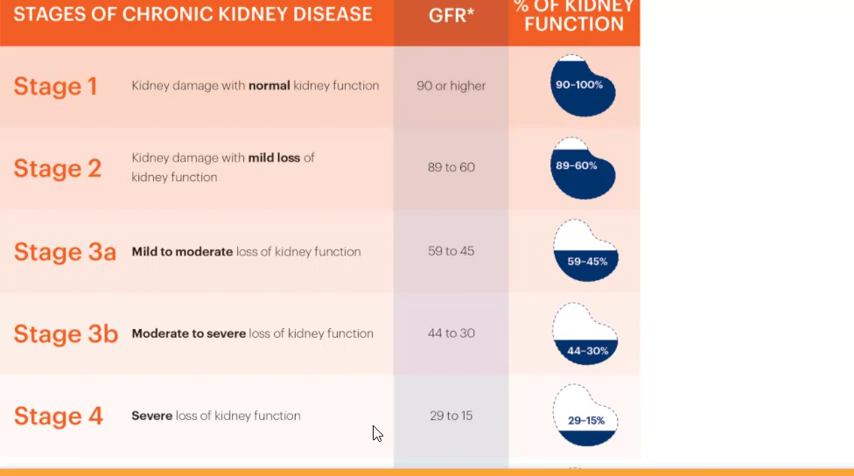 STAGES OF CHRONIC KIDNEY DISEASE
GFR*
% OF KIDNEY
FUNCTION
Stage 1
Kidney damage with normal kidney function
90 or higher
90–100%
Stage 2
Kidney damage with mild loss of
kidney function
89 to 60
89–60%
Stage 3a
Mild to moderate loss of kidney function
59 to 45
59–45%
Stage 3b
Moderate to severe loss of kidney function
44 to 30
44–30%
Stage 4
Severe loss of kidney function
29 to 15
29–15%